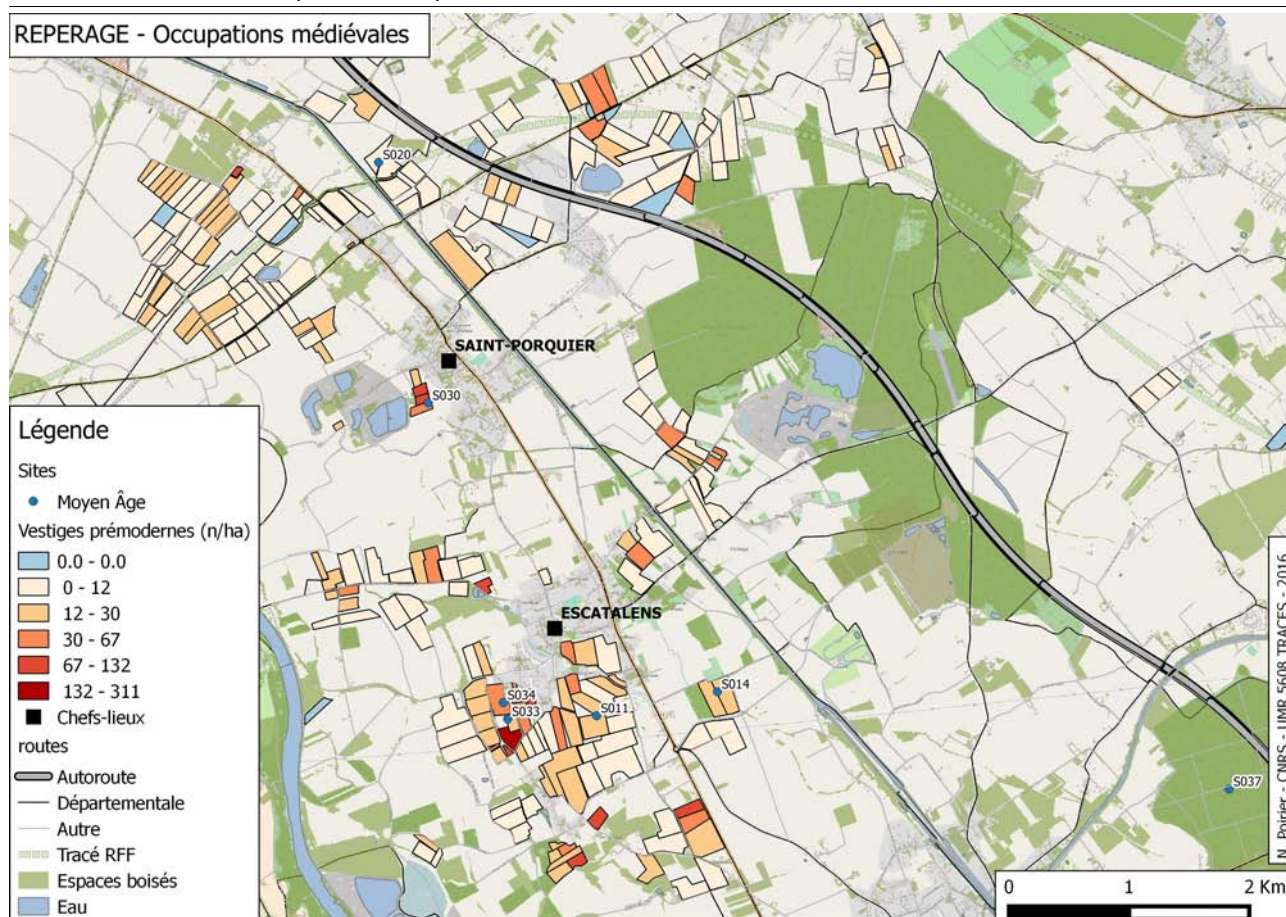 REPERAGE - Occupations médiévales
S020
SAINT-PORQUIER
S030
Légende
Sites
Moyen Âge
Vestiges prémodernes (n/ha)
0.0 - 0.0
0 - 12
12 - 30
30 - 67
67 - 132
132 - 311
Chefs-lieux
routes
Autoroute
Départementale
Autre
Tracé RFF
Espaces boisés
Eau
ESCATALENS
S034
S033
S011
S014
S037
N. Poirier - CNRS - UMR 5608 TRACES - 2016
0 1 2 Km